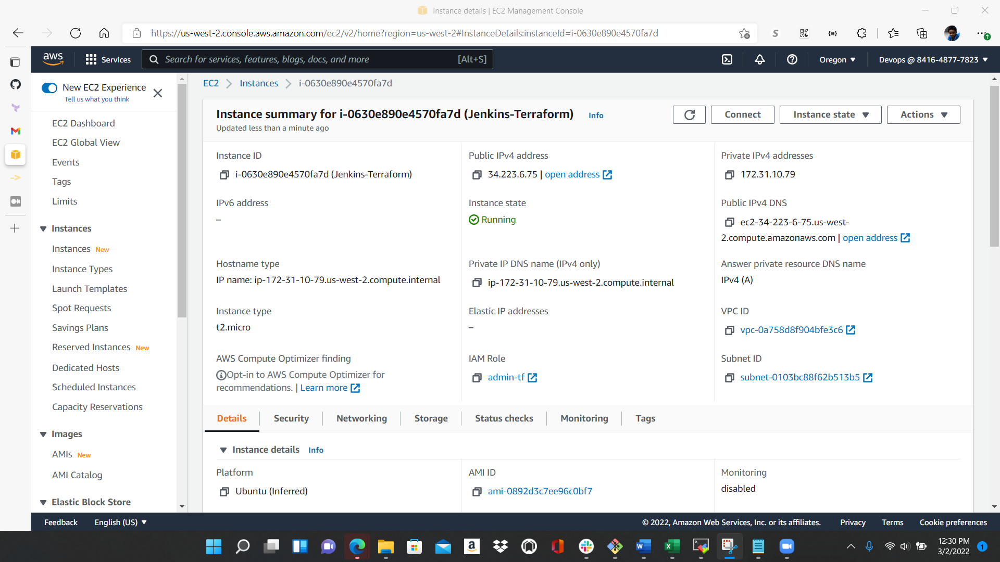 Instance details | EC2 Management Console
https://us-west-2.console.aws.amazon.com/ec2/v2/home?region=us-west-2#InstanceDetails:instanceId=i-0630e890e4570fa7d
aws
Services
Search for services, features, blogs, docs, and more
[Alt+S]
Oregon
Devops @ 8416-4877-7823
New EC2 Experience
Tell us what you think
EC2 Dashboard
EC2 Global View
Events
Tags
Limits
Instances
Instances New
Instance Types
Launch Templates
Spot Requests
Savings Plans
Reserved Instances New
Dedicated Hosts
Scheduled Instances
Capacity Reservations
Images
AMIs New
AMI Catalog
Elastic Block Store
EC2
Instances
i-0630e890e4570fa7d
Instance summary for i-0630e890e4570fa7d (Jenkins-Terraform) Info
Updated less than a minute ago
Connect
Instance state
Actions
Instance ID
i-0630e890e4570fa7d (Jenkins-Terraform)
Public IPv4 address
34.223.6.75 | open address
Private IPv4 addresses
172.31.10.79
IPv6 address
–
Instance state
Running
Public IPv4 DNS
ec2-34-223-6-75.us-west-
2.compute.amazonaws.com | open address
Hostname type
IP name: ip-172-31-10-79.us-west-2.compute.internal
Private IP DNS name (IPv4 only)
ip-172-31-10-79.us-west-2.compute.internal
Answer private resource DNS name
IPv4 (A)
Instance type
t2.micro
Elastic IP addresses
–
VPC ID
vpc-0a758d8f904bfe3c6
AWS Compute Optimizer finding
Opt-in to AWS Compute Optimizer for
recommendations. | Learn more
IAM Role
admin-tf
Subnet ID
subnet-0103bc88f62b513b5
Details
Security
Networking
Storage
Status checks
Monitoring
Tags
Instance details Info
Platform
Ubuntu (Inferred)
AMI ID
ami-0892d3c7ee96c0bf7
Monitoring
disabled
Feedback
English (US)
© 2022, Amazon Web Services, Inc. or its affiliates.
Privacy
Terms
Cookie preferences
12:30 PM
3/2/2022
1